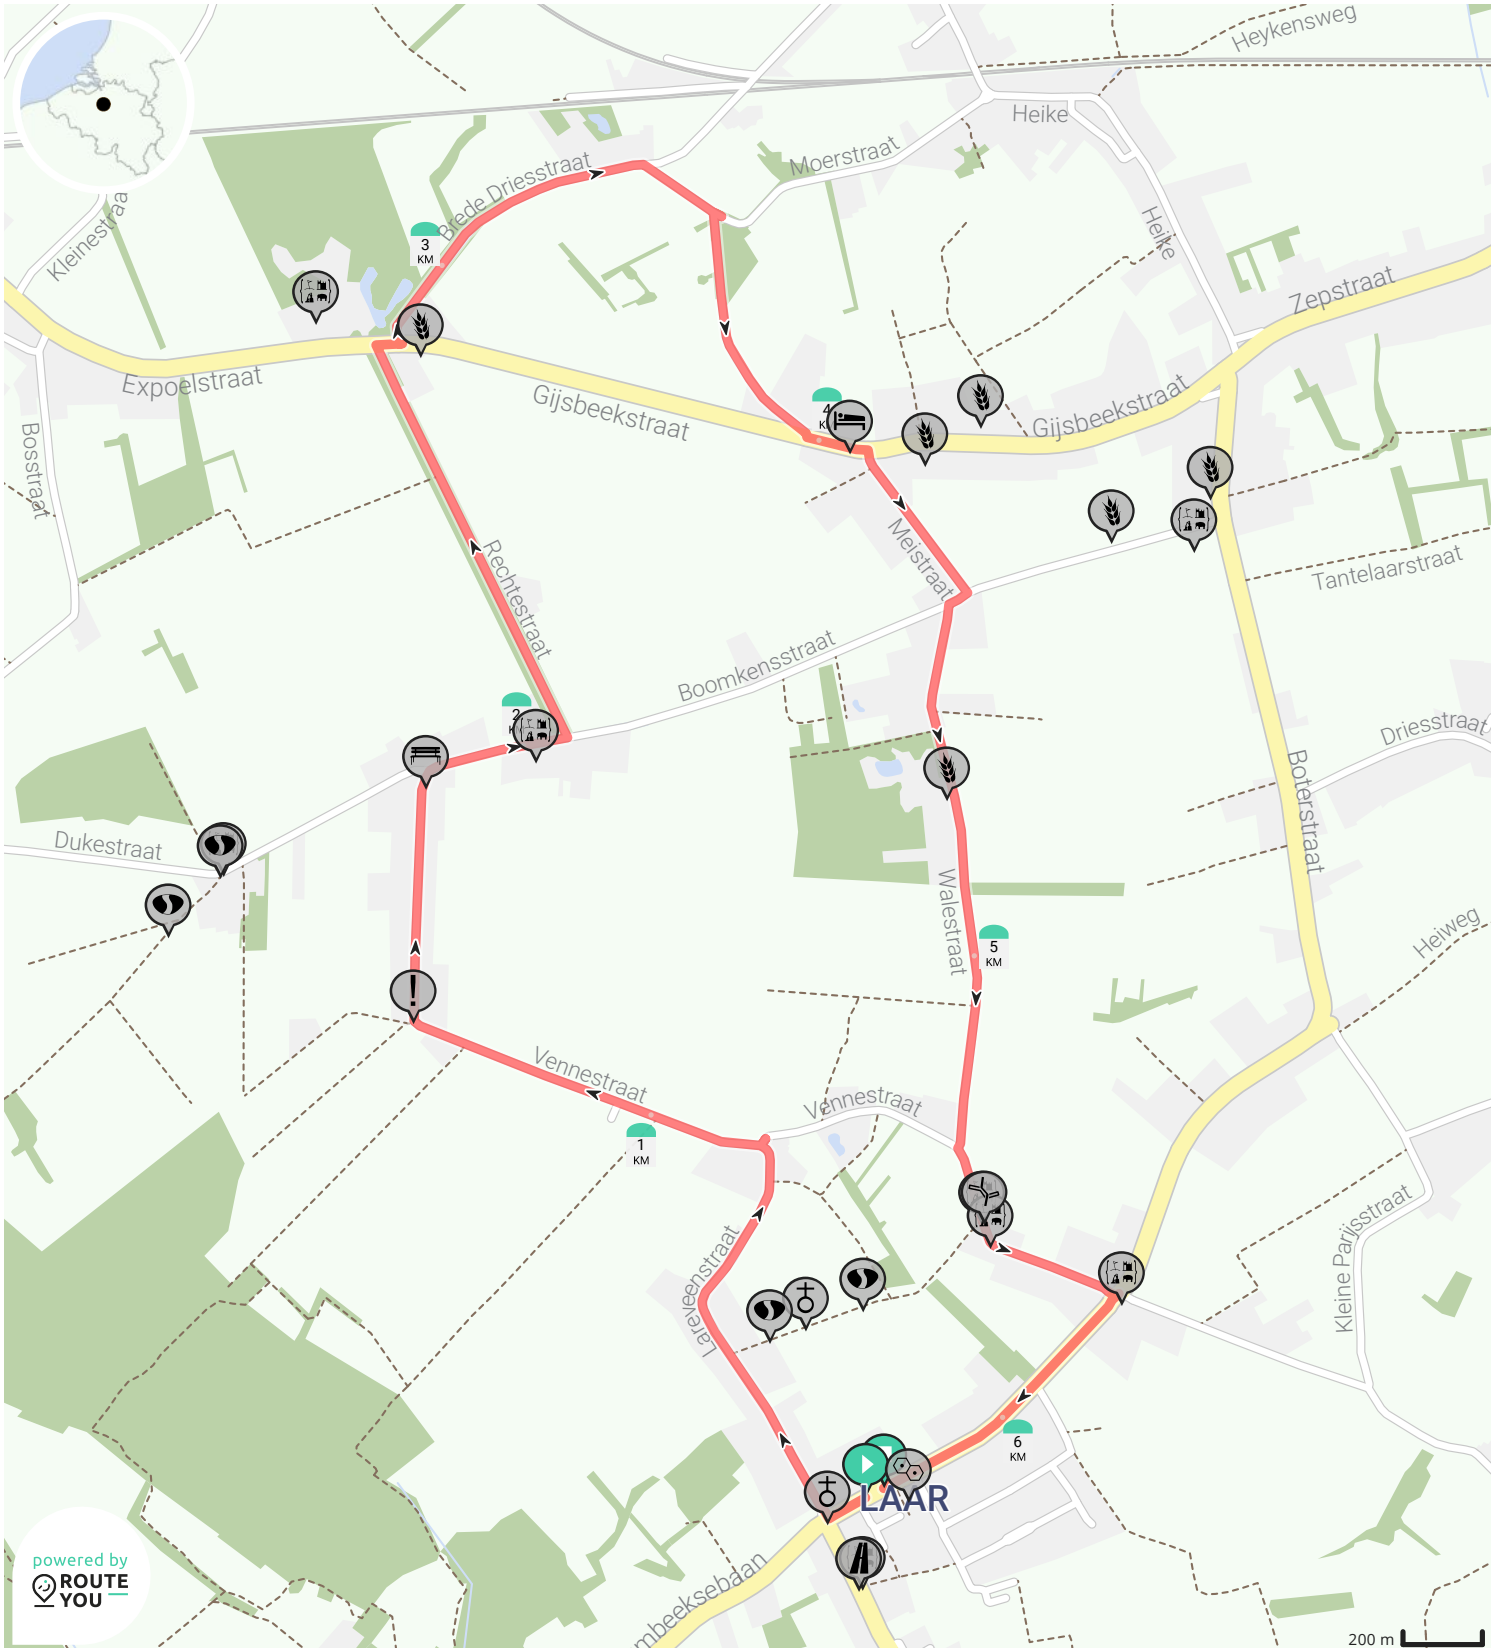 Heykensweg
Heike
Moerstraat
Brede Driesstraat
Kleinestraa
Heike
3
KM
Zepstraat
Expoelstraat
Gijsbeekstraat
Gijsbeekstraat
4
K
Bosstraat
Rechtestraat
Meistraat
Tantelaarstraat
Boomkensstraat
2
K
Driesstraat
Boterstraat
Dukestraat
Walestraat
5
KM
Heiweg
Vennestraat
Vennestraat
1
KM
Kleine Parijsstraat
Lareveenstraat
6
KM
LAAR
mbeeksebaan
powered by
ROUTE
YOU
200 m